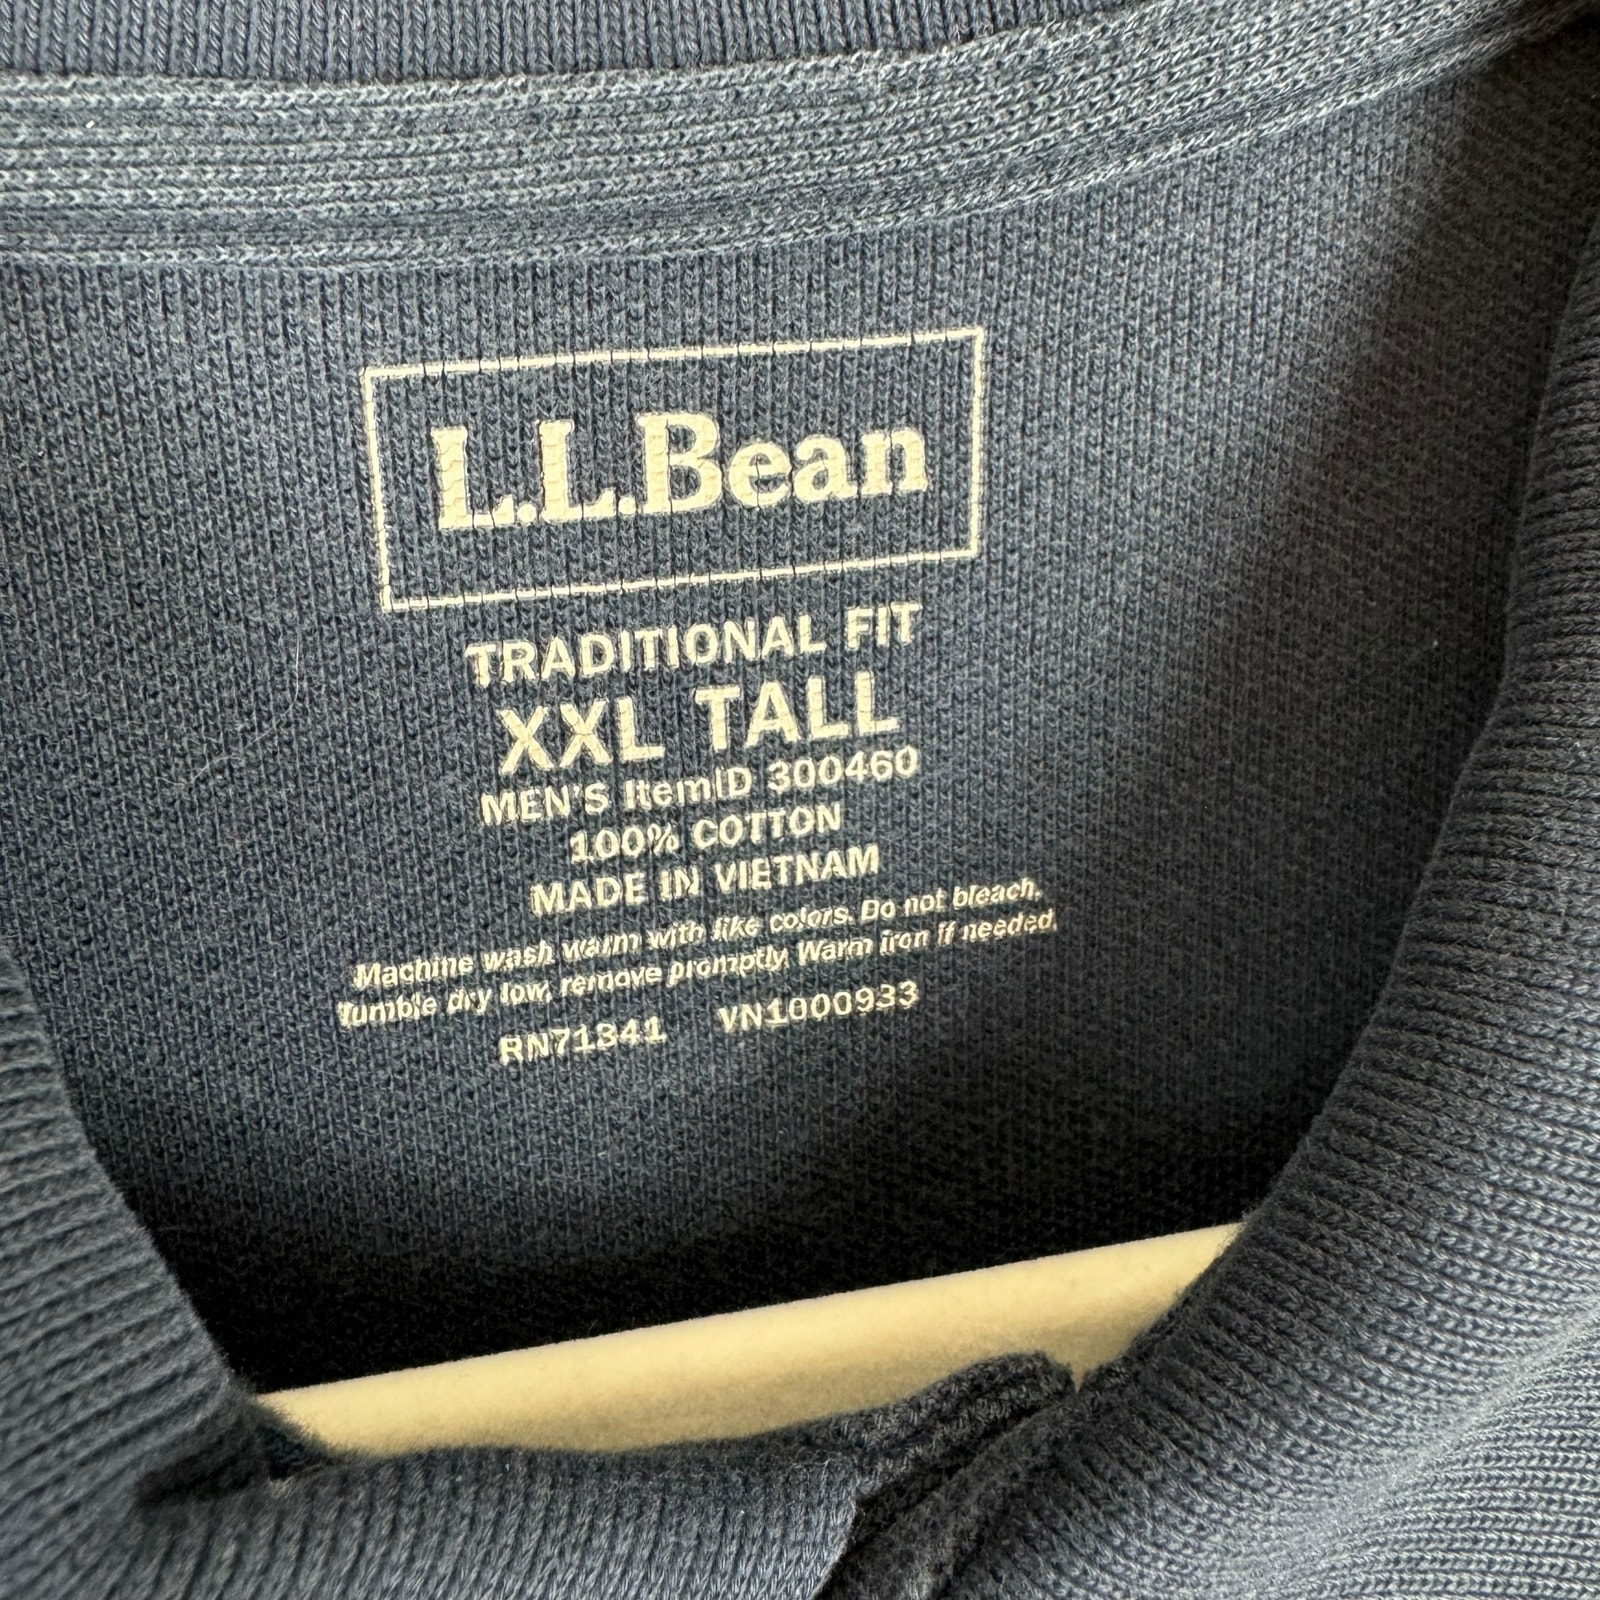 L.L.Bean
TRADITIONAL FIT
XXL TALL
MEN'S ItemID 300460
100% COTTON
MADE IN VIETNAM
Machine wash warm with like colors. Do not bleach.
Tumble dry low, remove promptly. Warm iron if needed.
RN71341 VN1000933